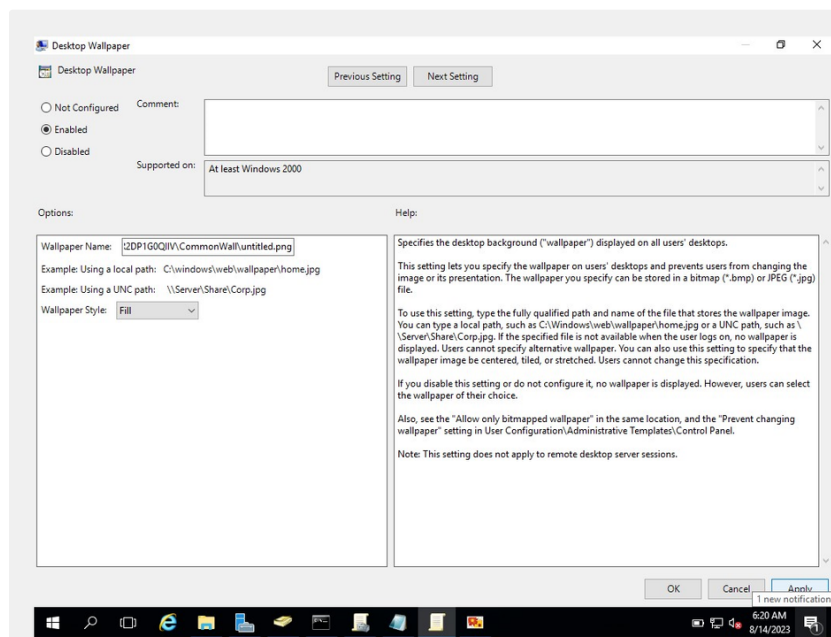 Desktop Wallpaper
Desktop Wallpaper
Previous Setting
Next Setting
Not Configured
Enabled
Disabled
Comment:
Supported on:
At least Windows 2000
Options:
Help:
Wallpaper Name:
:2DP1G0QIIV\CommonWall\untitled.png
Example: Using a local path: C:\windows\web\wallpaper\home.jpg
Example: Using a UNC path: \\Server\Share\Corp.jpg
Wallpaper Style:
Fill
Specifies the desktop background ("wallpaper") displayed on all users' desktops.
This setting lets you specify the wallpaper on users' desktops and prevents users from changing the
image or its presentation. The wallpaper you specify can be stored in a bitmap (*.bmp) or JPEG (*.jpg)
file.
To use this setting, type the fully qualified path and name of the file that stores the wallpaper image.
You can type a local path, such as C:\Windows\web\wallpaper\home.jpg or a UNC path, such as \
\Server\Share\Corp.jpg. If the specified file is not available when the user logs on, no wallpaper is
displayed. Users cannot specify alternative wallpaper. You can also use this setting to specify that the
wallpaper image be centered, tiled, or stretched. Users cannot change this specification.
If you disable this setting or do not configure it, no wallpaper is displayed. However, users can select
the wallpaper of their choice.
Also, see the "Allow only bitmapped wallpaper" in the same location, and the "Prevent changing
wallpaper" setting in User Configuration\Administrative Templates\Control Panel.
Note: This setting does not apply to remote desktop server sessions.
OK
Cancel
Apply
1 new notification
6:20 AM
8/14/2023
1